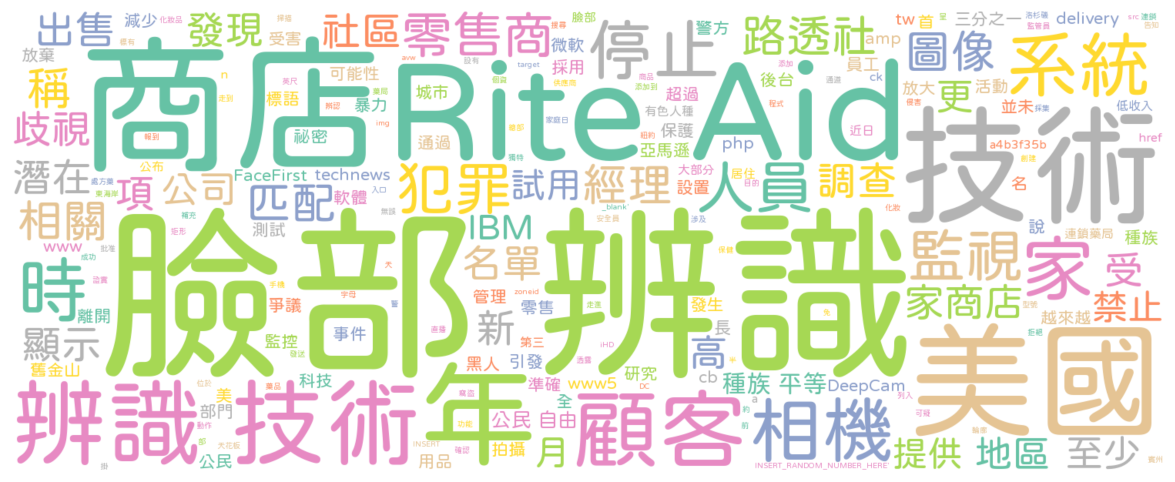 出售
減少
發現
受害
社區
零售商
臉部
微軟
停止
警方
路透社
tw
首
三分之一
delivery
amp
圖像
系統
放棄
可能性
採用
後台
員工
ck
放大
活動
更
並未
低收入
稱
標語
暴力
城市
超過
有色人種
商店
Rite Aid
技術
歧視
祕密
通過
保護
亞馬遜
php
近日
a4b3f35b
href
潛在
項
公司
FaceFirst
technews
犯罪
試用
經理
大部分
設置
人員
居住
調查
名
匹配
軟體
相關
測試
IBM
說
連鎖藥局
種族
www
名單
監視
家
受
時
離開
爭議
管理
零售
新
發生
家商店
禁止
越來越
顯示
監控
事件
黑人
第三
引發
長
高
臉部辨識
美國
舊金山
科技
準確
www5
研究
cb
種族
平等
DeepCam
美
部門
年
全
公民
自由
辨識技術
顧客
相機
公民
用品
拍攝
月
提供
地區
至少
INSERT
INSERT_RANDOM_NUMBER_HERE'
zoneid
iHD
DC
_blank'
target
img
src
avw
n
a